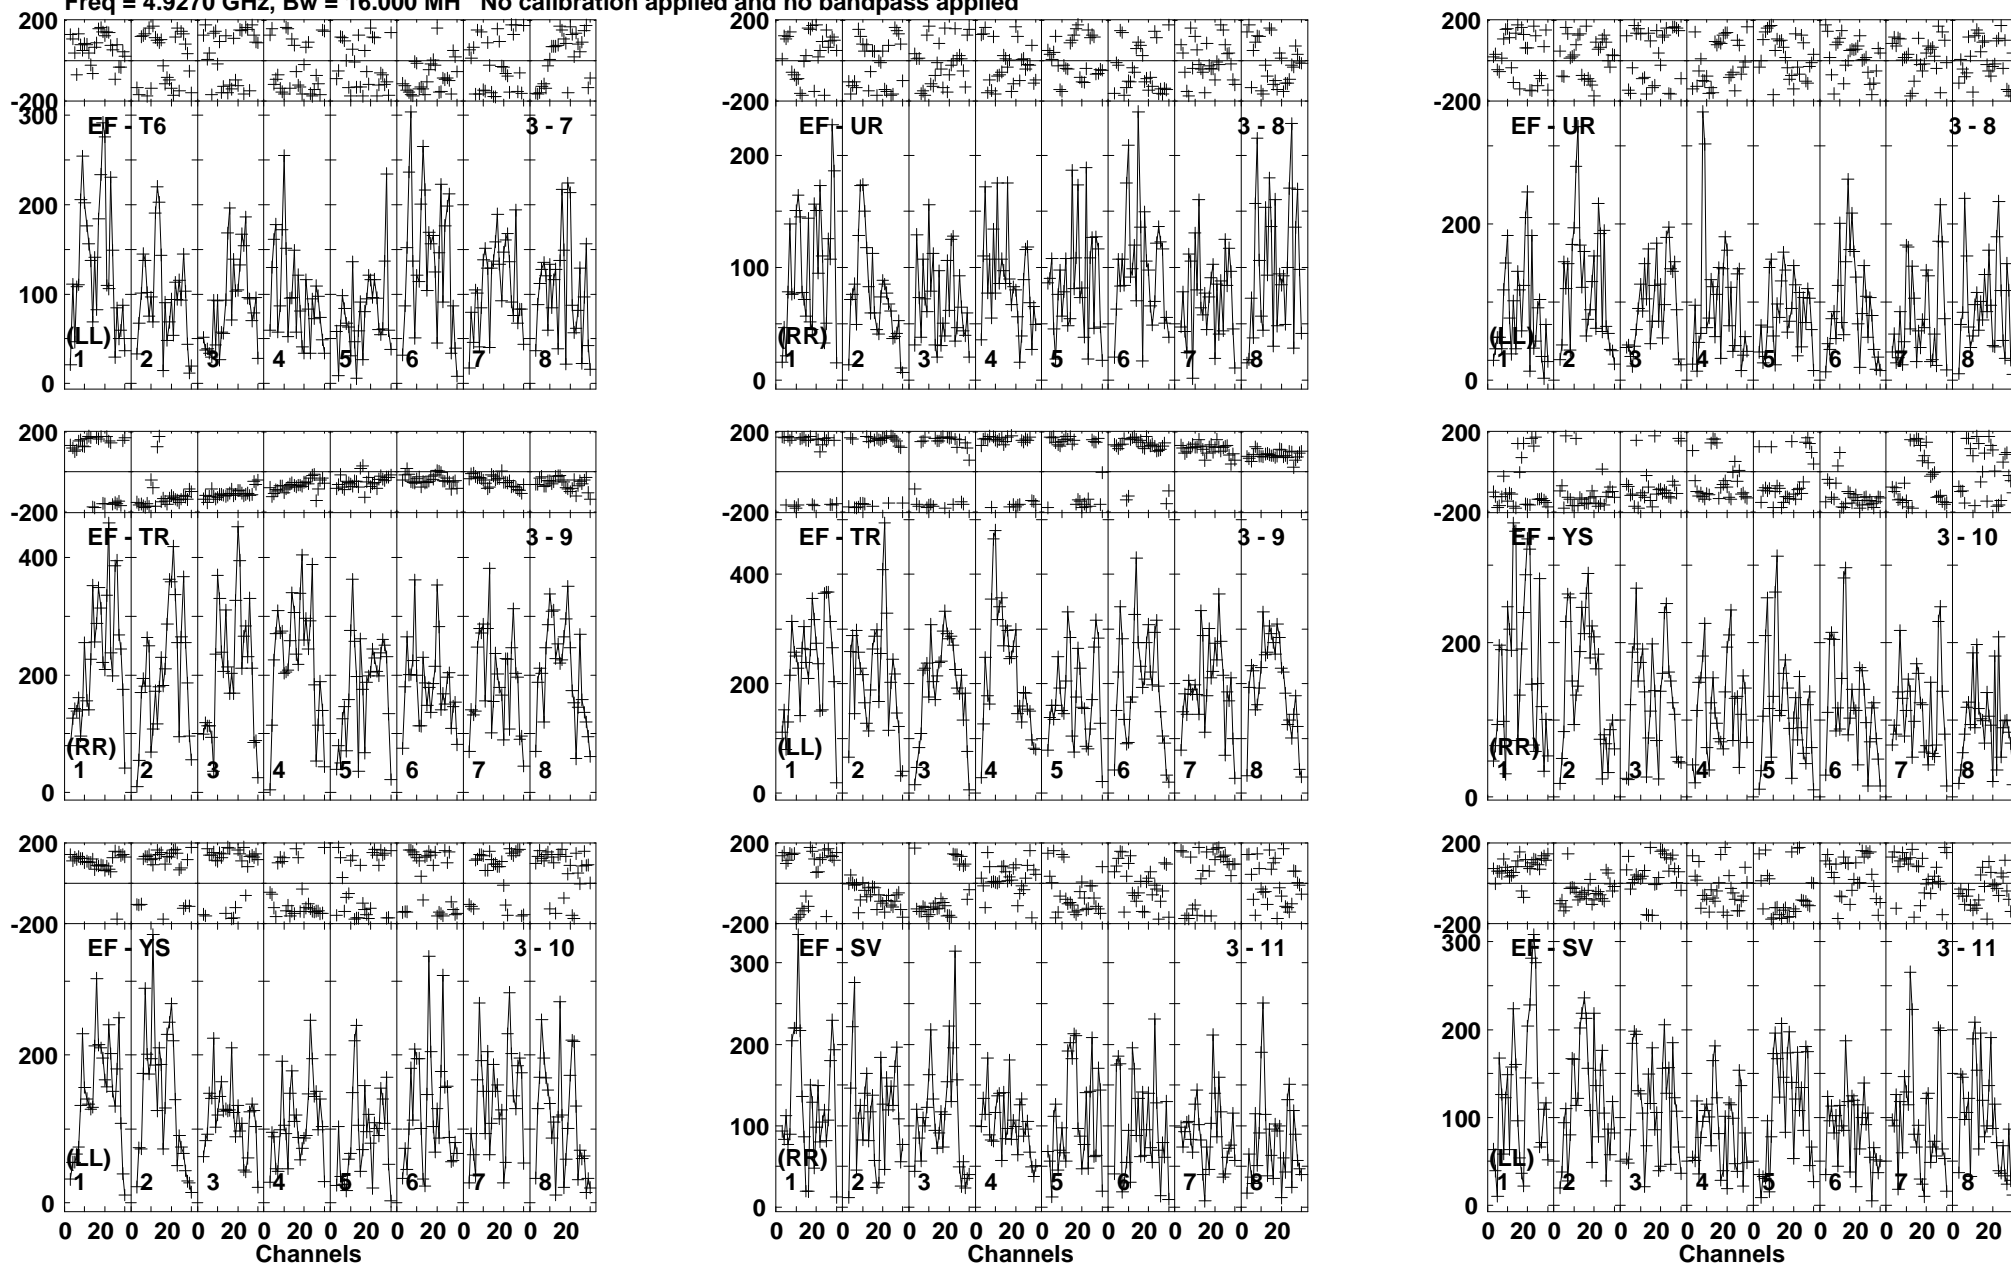 Freq = 4.9270 GHz, Bw = 16.000 MH No calibration applied and no bandpass applied
200 200 200
-200 -200 -200
300 EF - T6 3 - 7 EF - UR 3 - 8 EF - UR 3 - 8
200 200 200
100 100
(LL) (RR) (LL)
1 2 3 4 5 6 7 8 1 2 3 4 5 6 7 8 1 2 3 4 5 6 7 8
0 0 0
200 200 200
-200 -200 -200
EF - TR 3 - 9 EF - TR 3 - 9 EF - YS 3 - 10
400 400
200 200 200
(RR) (LL) (RR)
1 2 3 4 5 6 7 8 1 2 3 4 5 6 7 8 1 2 3 4 5 6 7 8
0 0 0
200 200 200
-200 -200 -200
EF - YS 3 - 10 EF - SV 3 - 11 EF - SV 3 - 11
300 300
200 200 200
100 100
(LL) (RR) (LL)
1 2 3 4 5 6 7 8 1 2 3 4 5 6 7 8 1 2 3 4 5 6 7 8
0 0 0
0 20 0 20 0 20 0 20 0 20 0 20 0 20 0 20 0 20 0 20 0 20 0 20 0 20 0 20 0 20 0 20 0 20 0 20 0 20 0 20 0 20 0 20 0 20 0 20
Channels Channels Channels